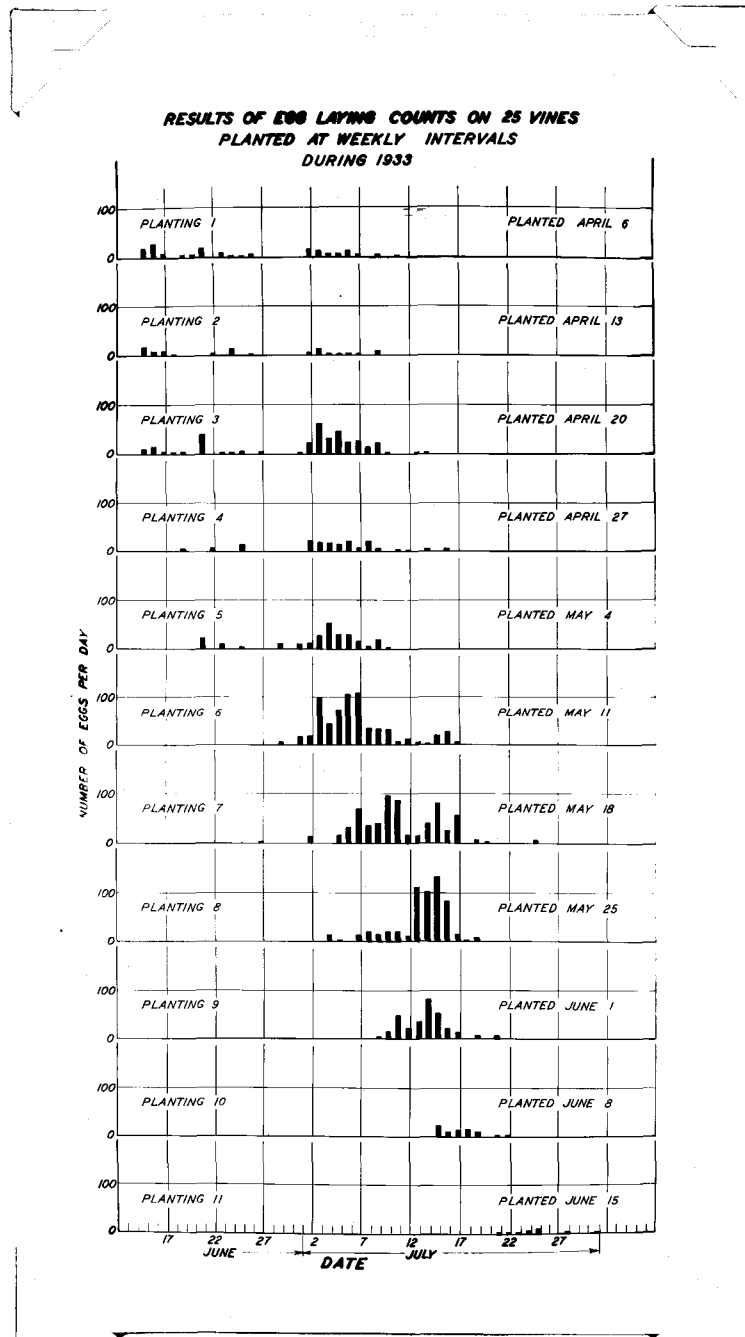 RESULTS OF EGG LAYING COUNTS ON 25 VINES
PLANTED AT WEEKLY INTERVALS
DURING 1933
NUMBER OF EGGS PER DAY
100
PLANTING 1 PLANTED APRIL 6
0
100
PLANTING 2 PLANTED APRIL 13
0
100
PLANTING 3 PLANTED APRIL 20
0
100
PLANTING 4 PLANTED APRIL 27
0
100
PLANTING 5 PLANTED MAY 4
0
100
PLANTING 6 PLANTED MAY 11
0
100
PLANTING 7 PLANTED MAY 18
0
100
PLANTING 8 PLANTED MAY 25
0
100
PLANTING 9 PLANTED JUNE 1
0
100
PLANTING 10 PLANTED JUNE 8
0
100
PLANTING 11 PLANTED JUNE 15
0
17 22 27 2 7 12 17 22 27
JUNE JULY
DATE